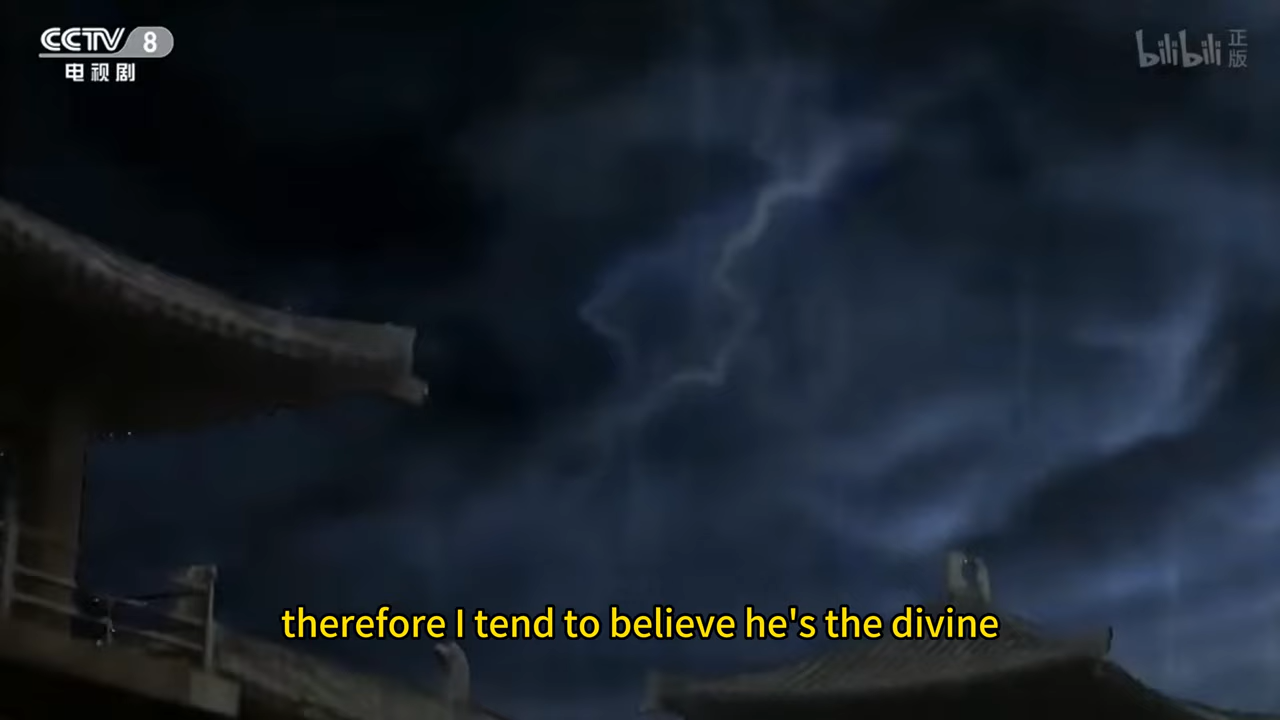 CCTV 8
电视剧
bilibili 正版
therefore I tend to believe he's the divine